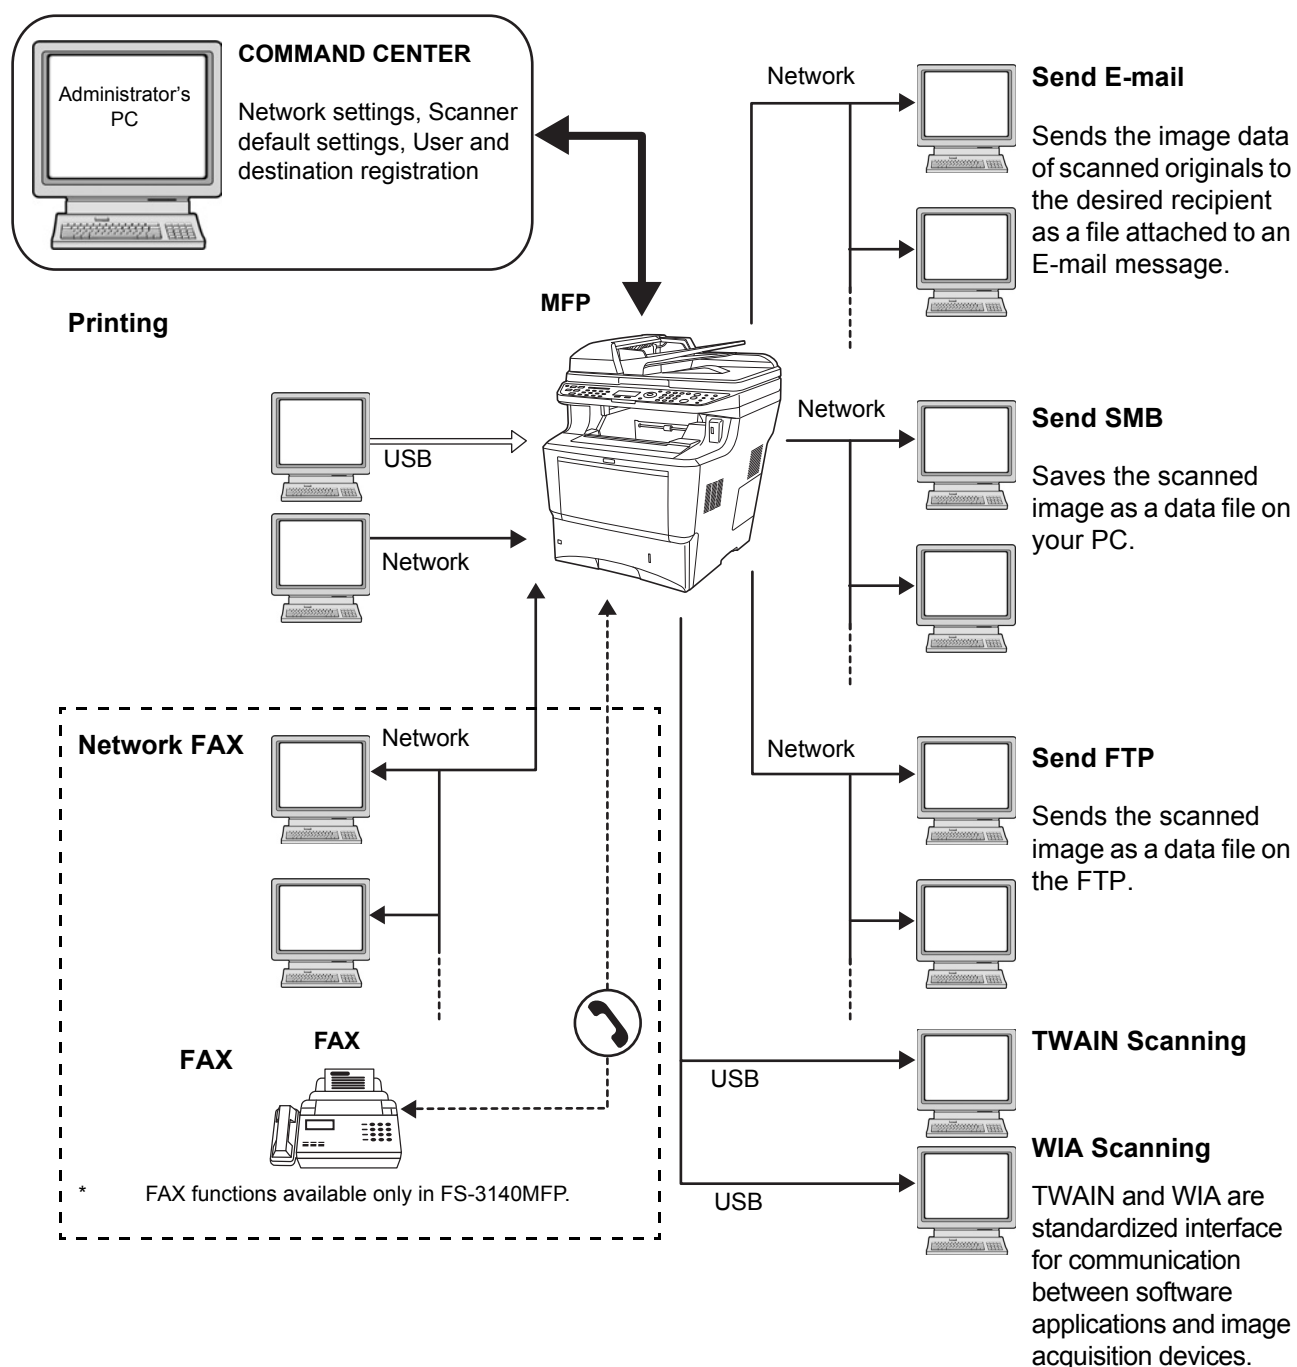 COMMAND CENTER
Administrator's
PC
Network settings, Scanner
default settings, User and
destination registration
Network
Send E-mail
Sends the image data
of scanned originals to
the desired recipient
as a file attached to an
E-mail message.
MFP
Printing
USB
Network
Network
Send SMB
Saves the scanned
image as a data file on
your PC.
Network FAX
Network
Network
Send FTP
Sends the scanned
image as a data file on
the FTP.
FAX
FAX
* FAX functions available only in FS-3140MFP.
USB
TWAIN Scanning
USB
WIA Scanning
TWAIN and WIA are
standardized interface
for communication
between software
applications and image
acquisition devices.